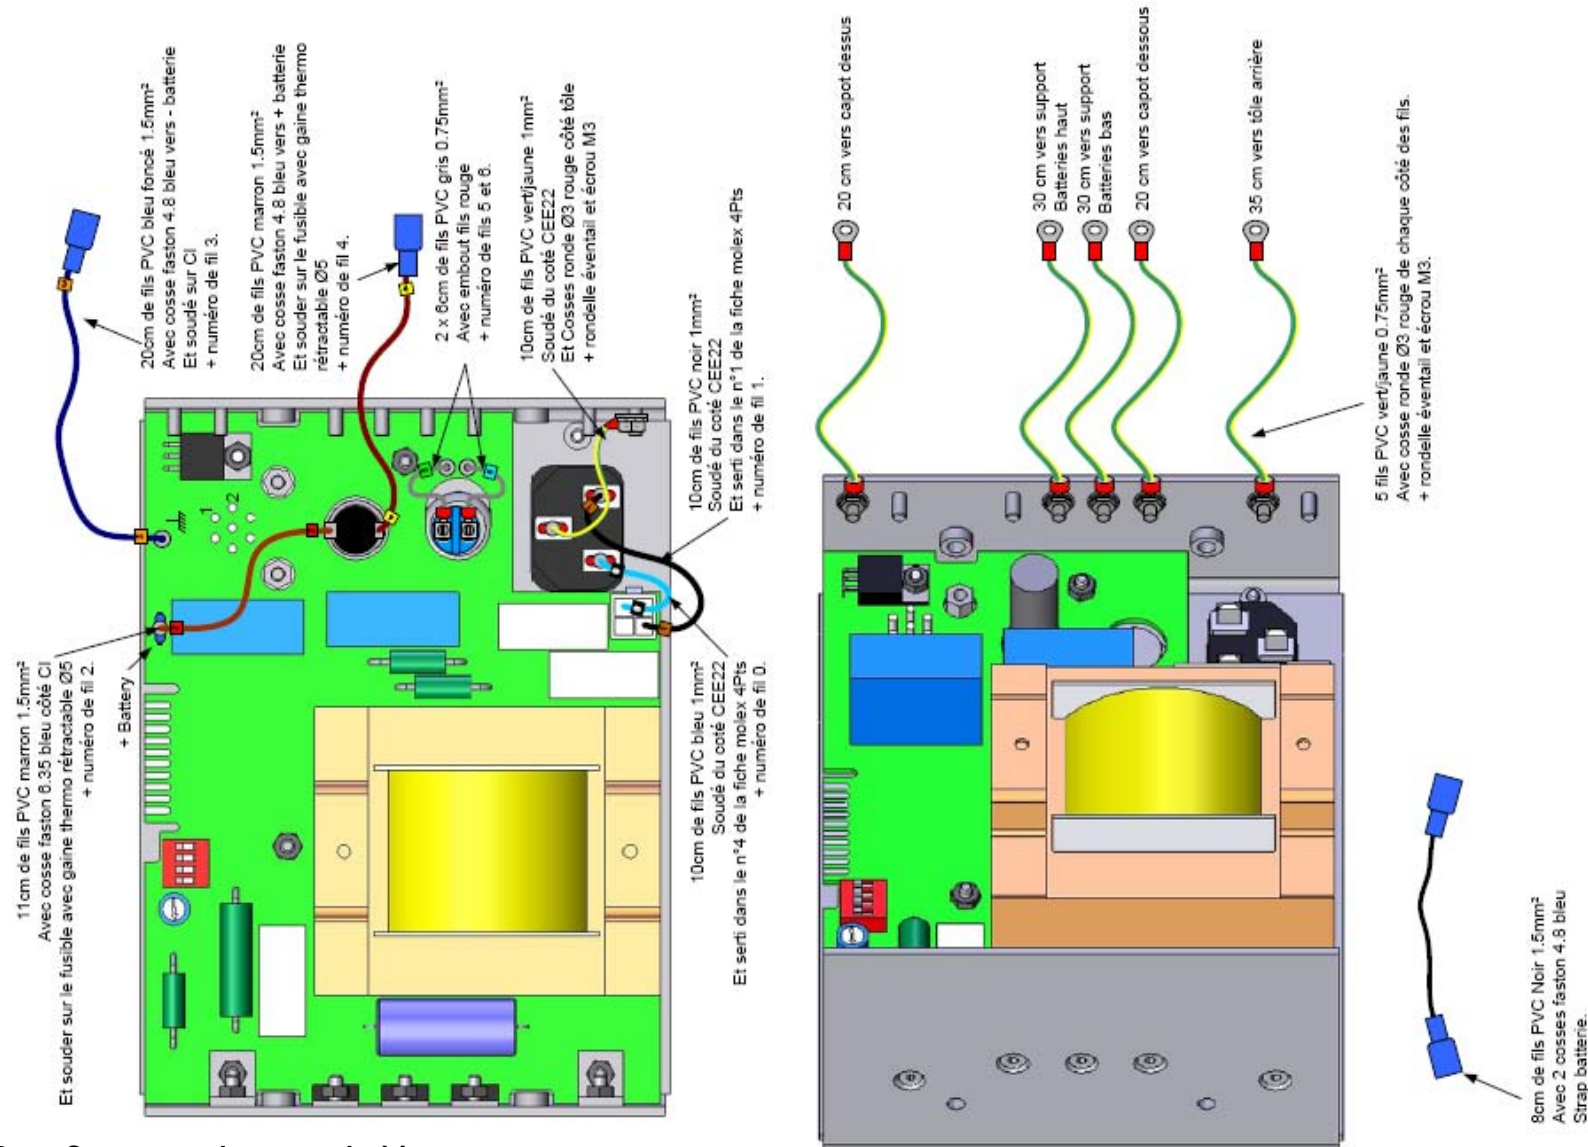 20cm de fils PVC bleu foncé 1.5mm²
Avec cosse faston 4.8 bleu vers - batterie
Et soudé sur CI
+ numéro de fil 3.
20cm de fils PVC marron 1.5mm²
Avec cosse faston 4.8 bleu vers + batterie
Et souder sur le fusible avec gaine thermo
rétractable Ø5
+ numéro de fil 4.
2 x 6cm de fils PVC gris 0.75mm²
Avec embout fils rouge
+ numéro de fils 5 et 6.
10cm de fils PVC vert/jaune 1mm²
Soudé du coté CEE22
Et Cosses ronde Ø3 rouge côté tôle
+ rondelle éventail et écrou M3
10cm de fils PVC noir 1mm²
Soudé du coté CEE22
Et serti dans le n°1 de la fiche molex 4Pts
+ numéro de fil 1.
11cm de fils PVC marron 1.5mm²
Avec cosse faston 6.35 bleu côté CI
Et souder sur le fusible avec gaine thermo rétractable Ø5
+ numéro de fil 2.
+ Battery
1
2
10cm de fils PVC bleu 1mm²
Soudé du coté CEE22
Et serti dans le n°4 de la fiche molex 4Pts
+ numéro de fil 0.
20 cm vers capot dessus
30 cm vers support
Batteries haut
30 cm vers support
Batteries bas
20 cm vers capot dessous
35 cm vers tôle arrière
5 fils PVC vert/jaune 0.75mm²
Avec cosse ronde Ø3 rouge de chaque côté des fils.
+ rondelle éventail et écrou M3.
8cm de fils PVC Noir 1.5mm²
Avec 2 cosses faston 4.8 bleu
Strap batterie.